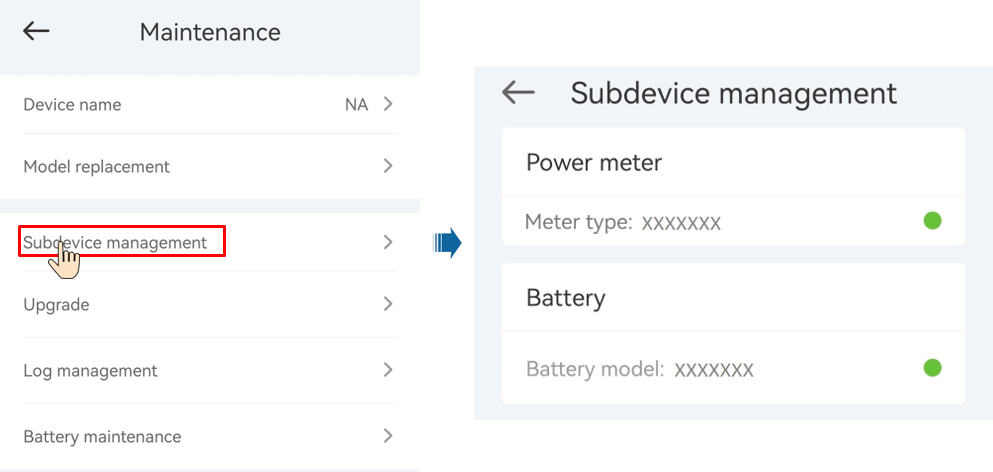 Maintenance
Device name NA
Model replacement
Subdevice management
Upgrade
Log management
Battery maintenance
Subdevice management
Power meter
Meter type: XXXXXXX
Battery
Battery model: XXXXXXX